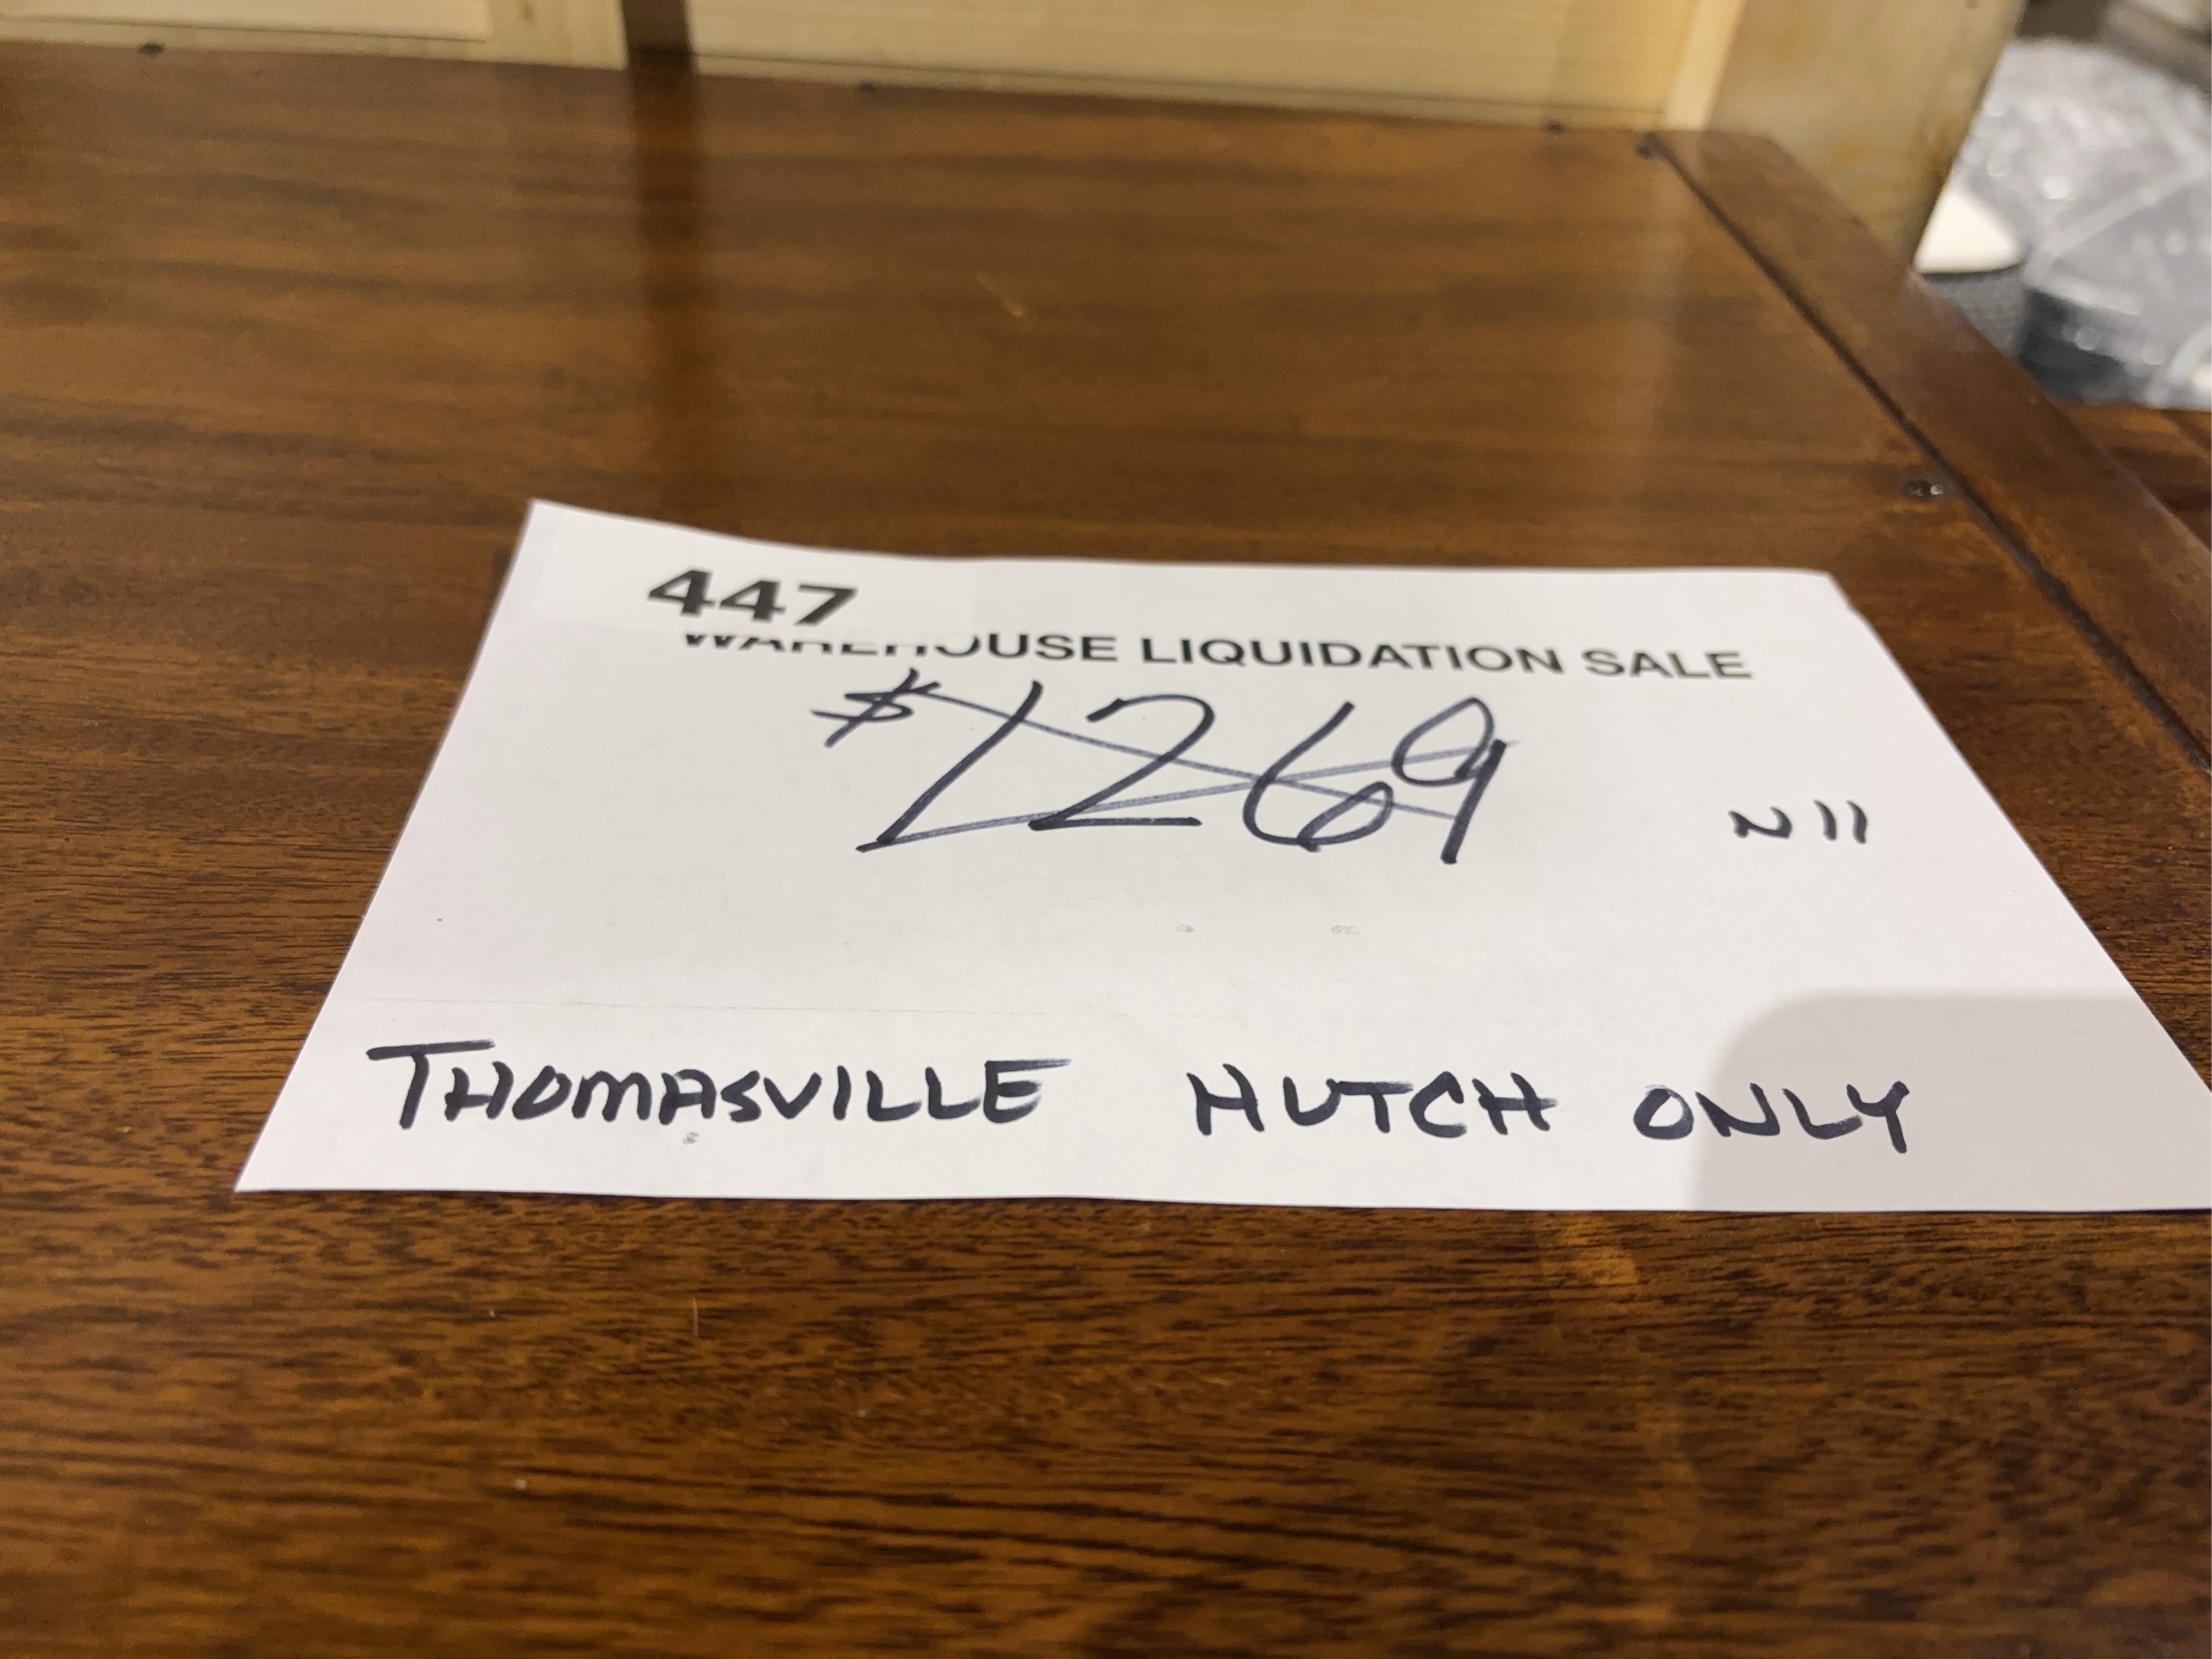 447
WAREHOUSE LIQUIDATION SALE
$1269
N11
THOMASVILLE HUTCH ONLY